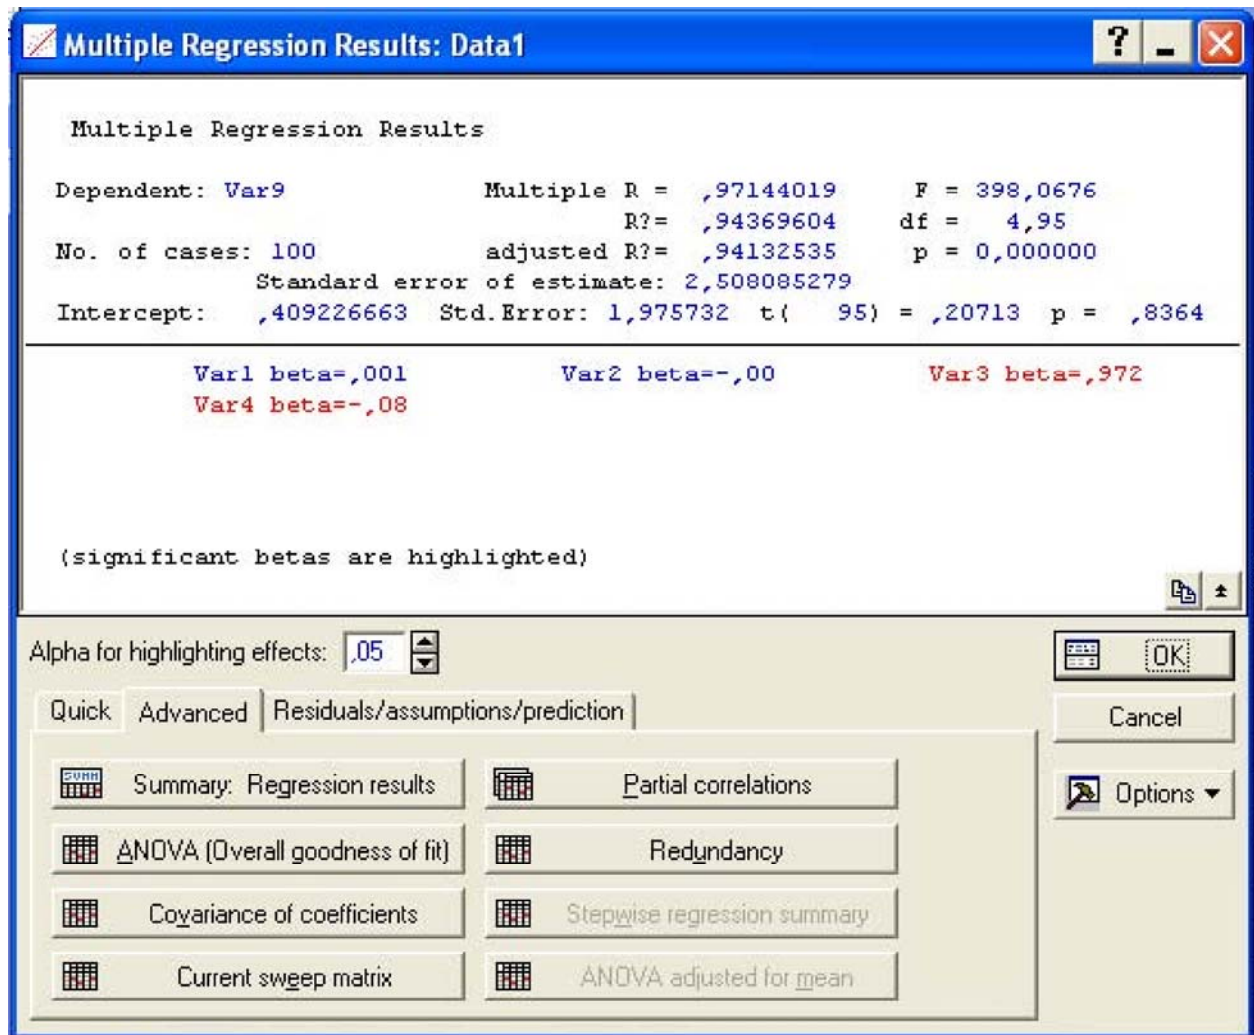 Multiple Regression Results: Data1
Multiple Regression Results
Dependent: Var9 Multiple R = ,97144019 F = 398,0676
R?= ,94369604 df = 4,95
No. of cases: 100 adjusted R?= ,94132535 p = 0,000000
Standard error of estimate: 2,508085279
Intercept: ,409226663 Std.Error: 1,975732 t( 95) = ,20713 p = ,8364
Var1 beta=,001 Var2 beta=-,00 Var3 beta=,972
Var4 beta=-,08
(significant betas are highlighted)
Alpha for highlighting effects: ,05
OK
Quick Advanced Residuals/assumptions/prediction
Cancel
Summary: Regression results Partial correlations
Options
ANOVA (Overall goodness of fit) Redundancy
Covariance of coefficients Stepwise regression summary
Current sweep matrix ANOVA adjusted for mean